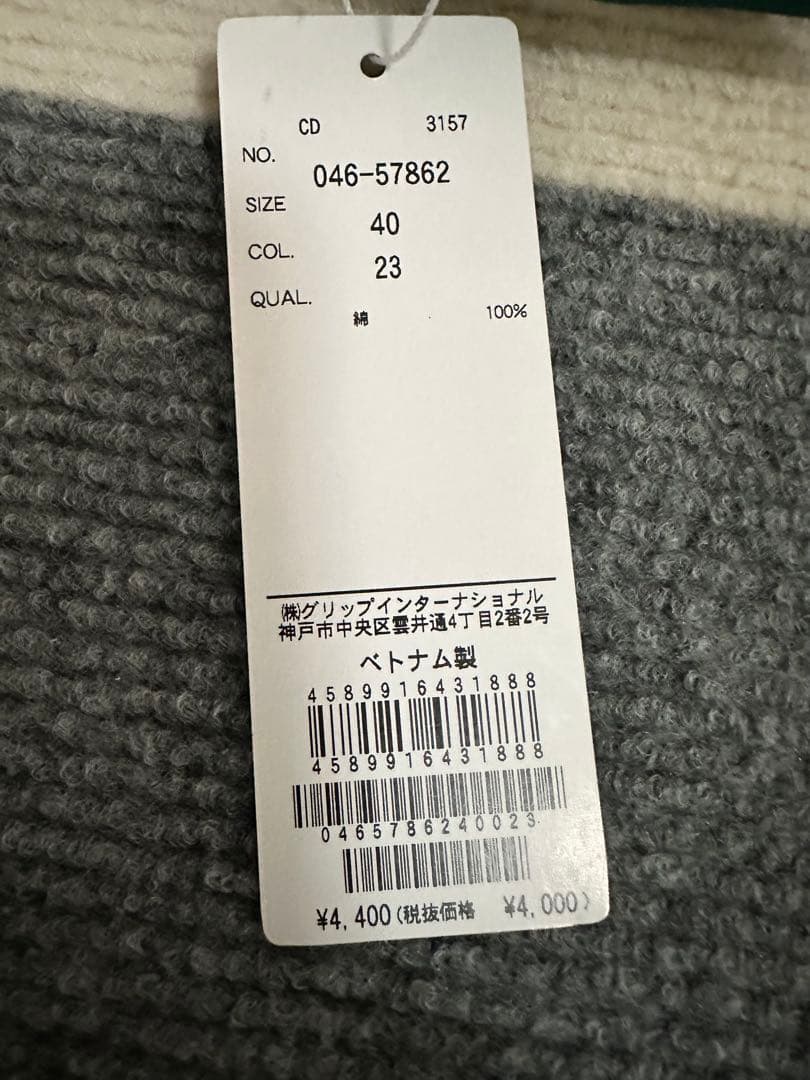 CD 3157
NO. 046-57862
SIZE 40
COL. 23
QUAL. 綿 100%
㈱グリップインターナショナル
神戸市中央区雲井通4丁目2番2号
ベトナム製
4589916431888
4589916431888
0465786240023
¥4,400(税抜価格 ¥4,000)